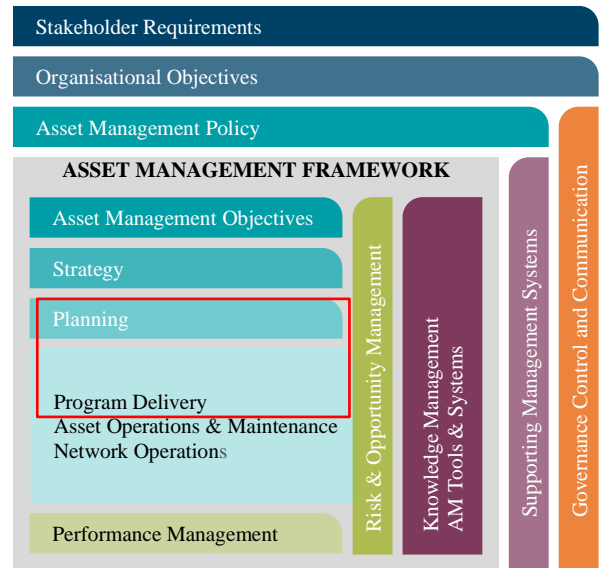 Stakeholder Requirements
Organisational Objectives
Asset Management Policy
ASSET MANAGEMENT FRAMEWORK
Asset Management Objectives
Strategy
Planning
Program Delivery
Asset Operations & Maintenance
Network Operations
Performance Management
Risk & Opportunity Management
Knowledge Management
AM Tools & Systems
Supporting Management Systems
Governance Control and Communication